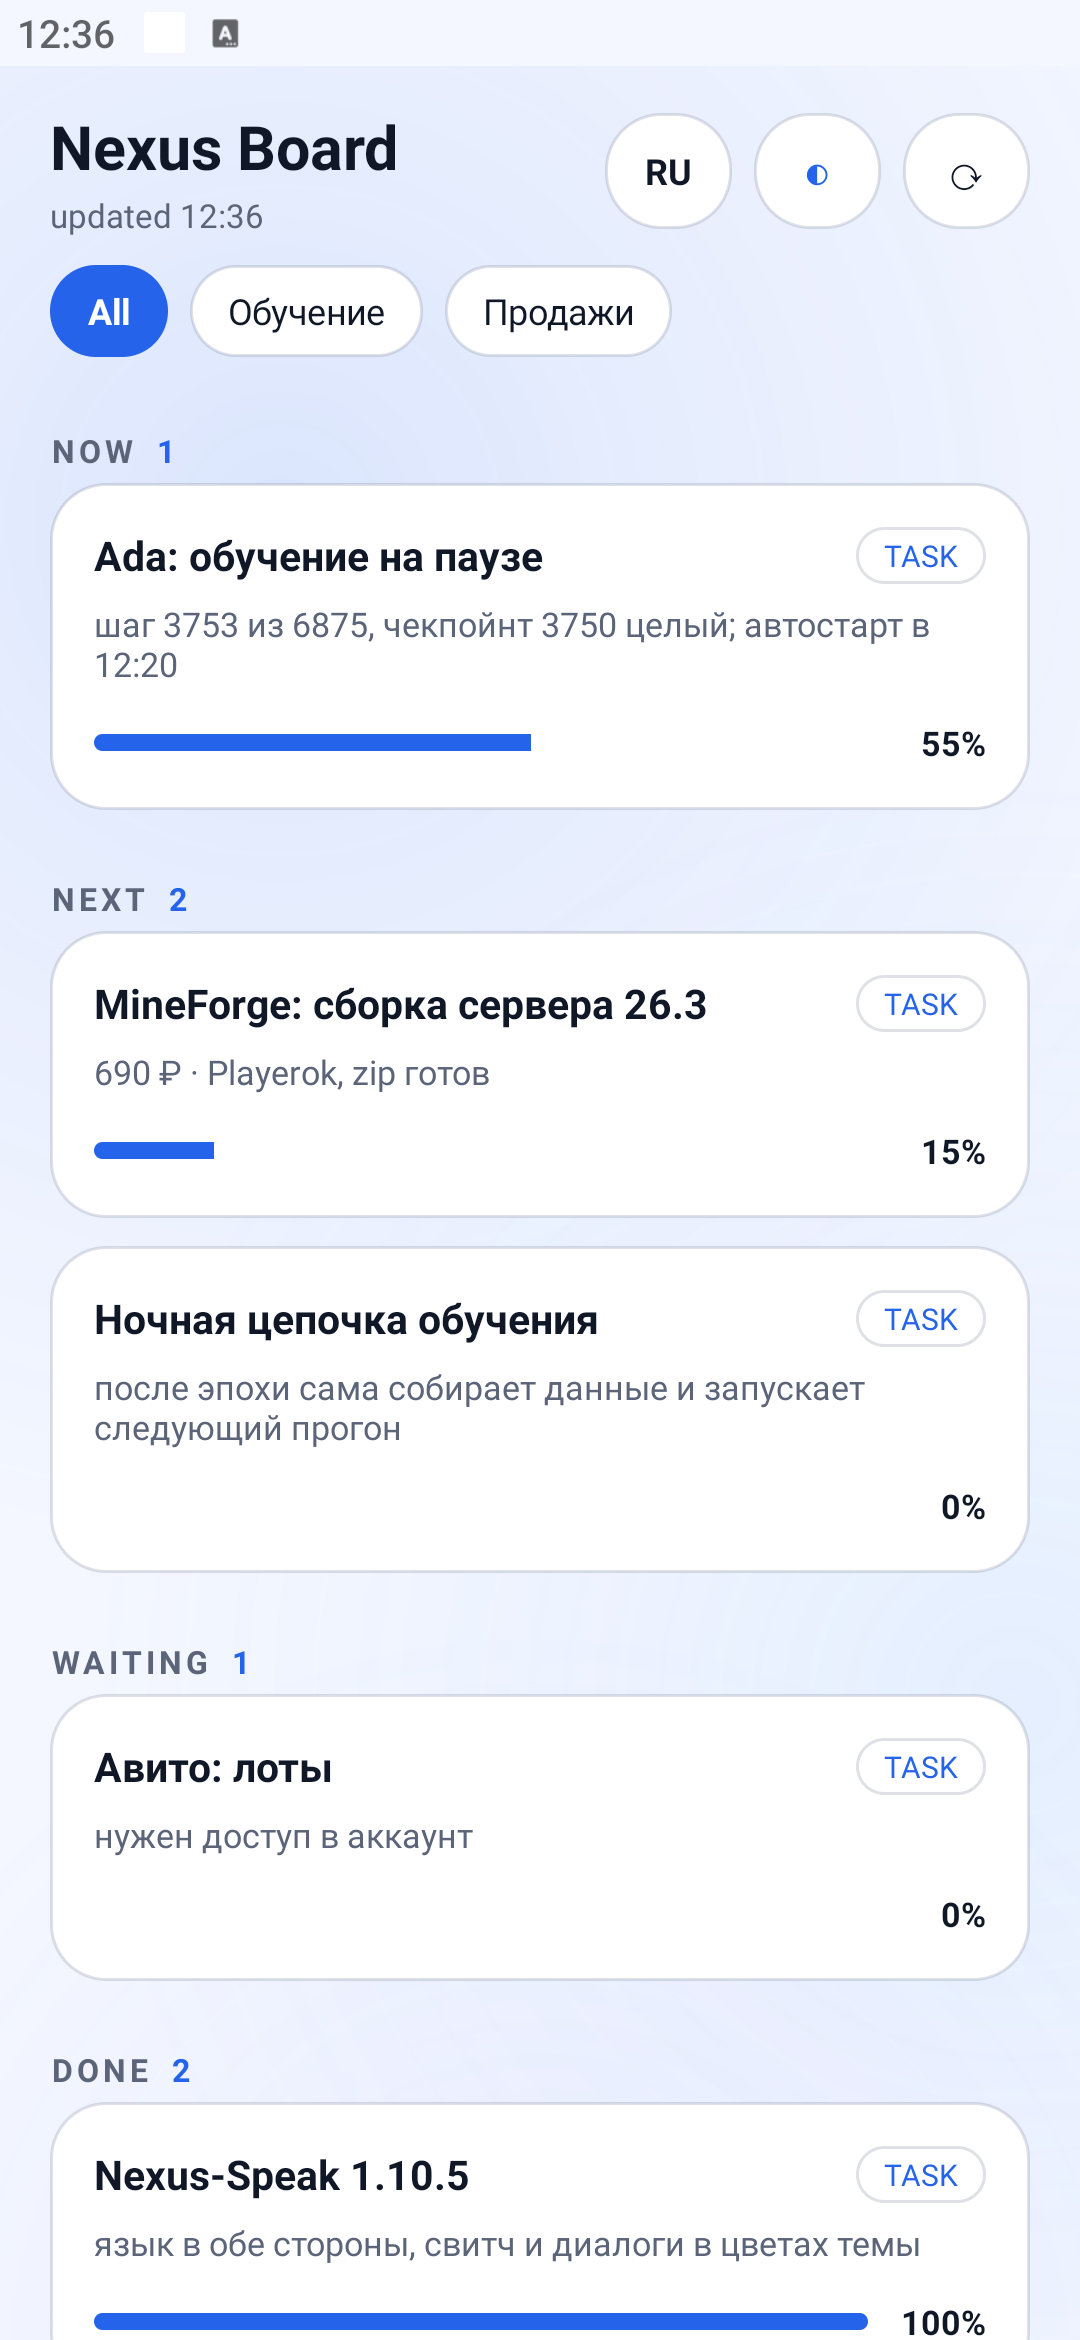 12:36
Nexus Board
updated 12:36
RU
All
Обучение
Продажи
NOW 1
Ada: обучение на паузе
TASK
шаг 3753 из 6875, чекпойнт 3750 целый; автостарт в
12:20
55%
NEXT 2
MineForge: сборка сервера 26.3
TASK
690 ₽ · Playerok, zip готов
15%
Ночная цепочка обучения
TASK
после эпохи сама собирает данные и запускает
следующий прогон
0%
WAITING 1
Авито: лоты
TASK
нужен доступ в аккаунт
0%
DONE 2
Nexus-Speak 1.10.5
TASK
язык в обе стороны, свитч и диалоги в цветах темы
100%